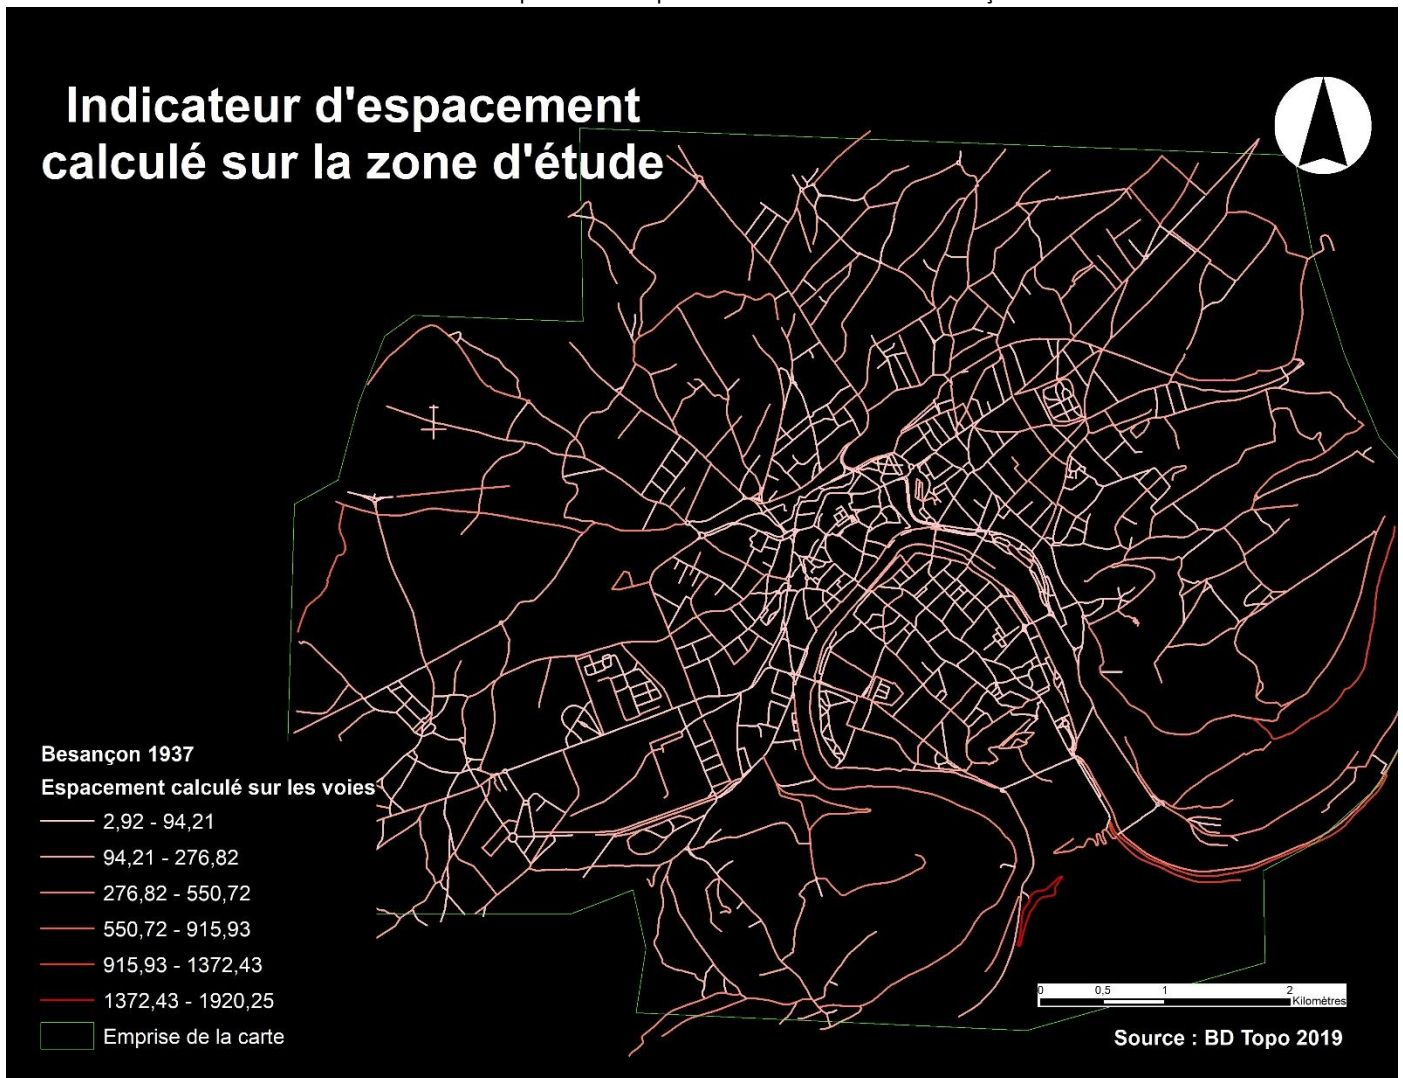 Indicateur d'espacement
calculé sur la zone d'étude
Besançon 1937
Espacement calculé sur les voies
2,92 - 94,21
94,21 - 276,82
276,82 - 550,72
550,72 - 915,93
915,93 - 1372,43
1372,43 - 1920,25
Emprise de la carte
0 0,5 1 2
Kilomètres
Source : BD Topo 2019